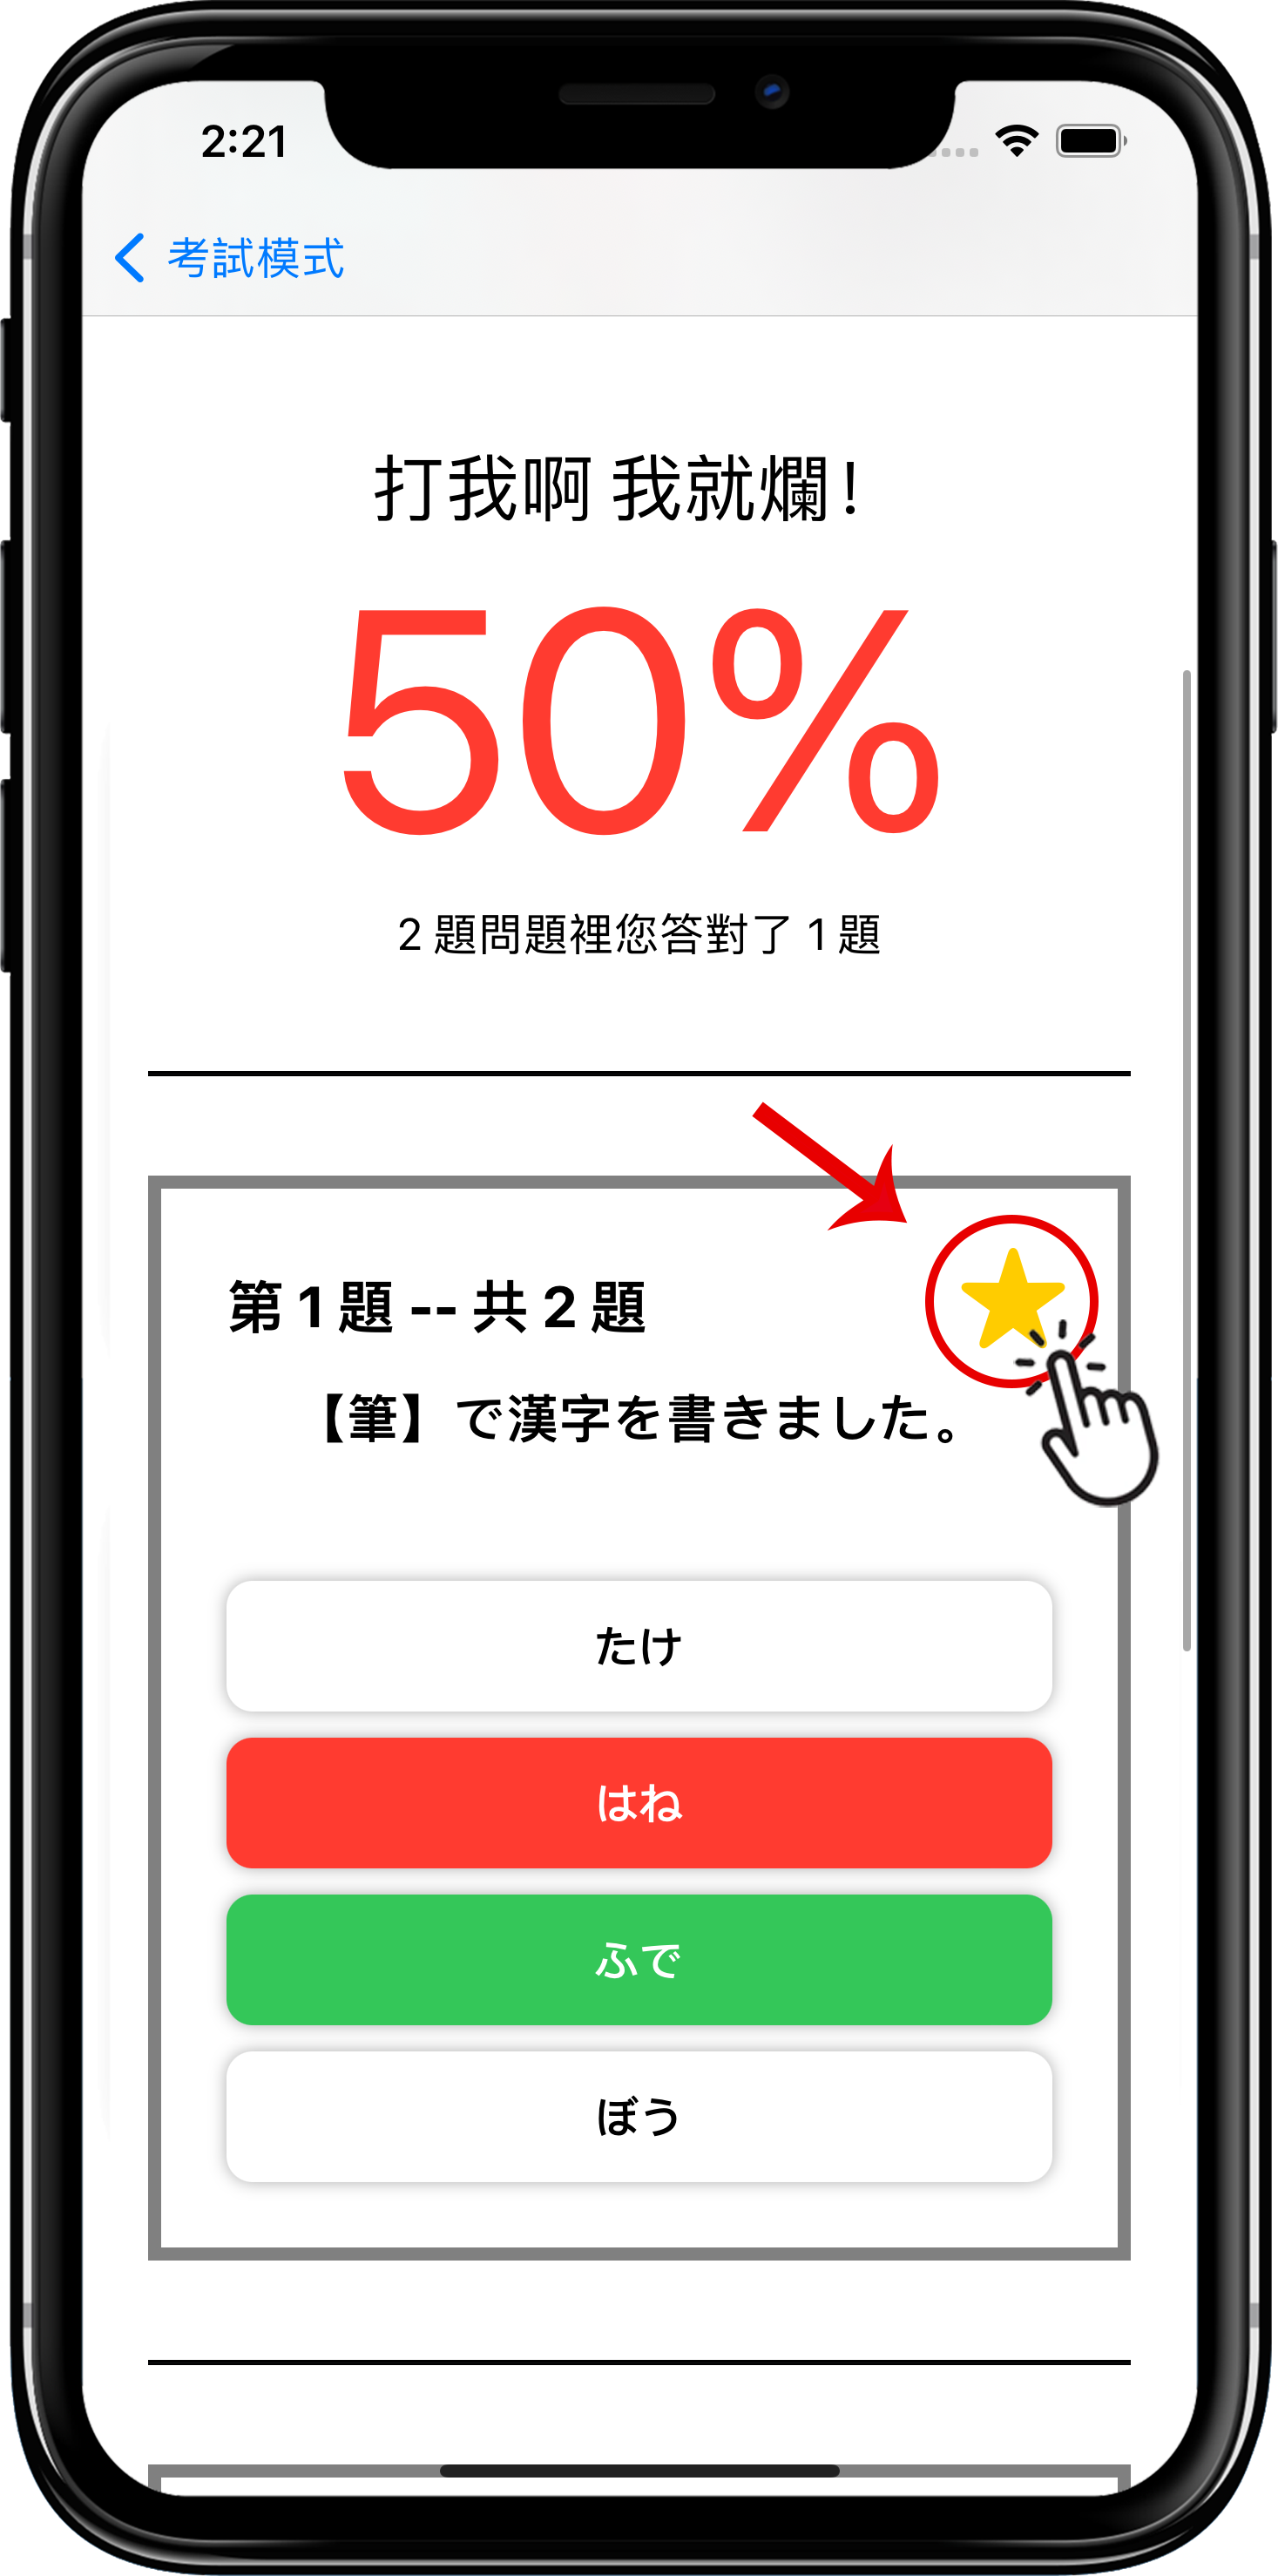 2:21
考試模式
打我啊 我就爛!
50%
2 題問題裡您答對了 1 題
第 1 題 -- 共 2 題
【筆】で漢字を書きました。
たけ
はね
ふで
ぼう